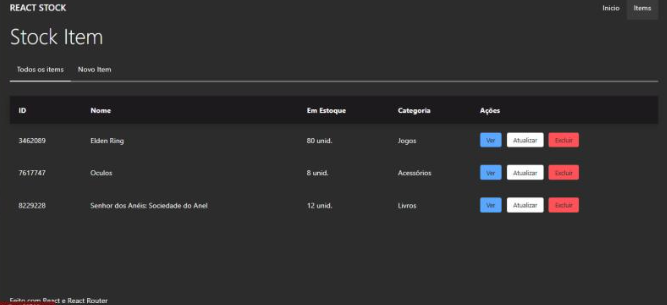 REACT STOCK Inicio Items
Stock Item
Todos os items Novo Item
ID Nome Em Estoque Categoria Ações
3462089 Elden Ring 80 unid. Jogos Ver Atualizar Excluir
7617747 Oculos 8 unid. Acessórios Ver Atualizar Excluir
8229228 Senhor dos Anéis: Sociedade do Anel 12 unid. Livros Ver Atualizar Excluir
Feito com React e React Router